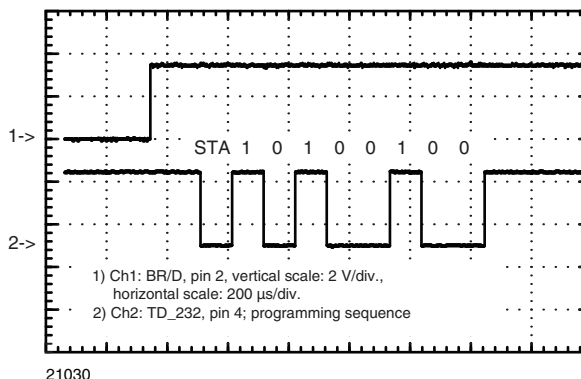 1->
STA 1 0 1 0 0 1 0 0
2->
1) Ch1: BR/D, pin 2, vertical scale: 2 V/div.,
horizontal scale: 200 µs/div.
2) Ch2: TD_232, pin 4; programming sequence
21030